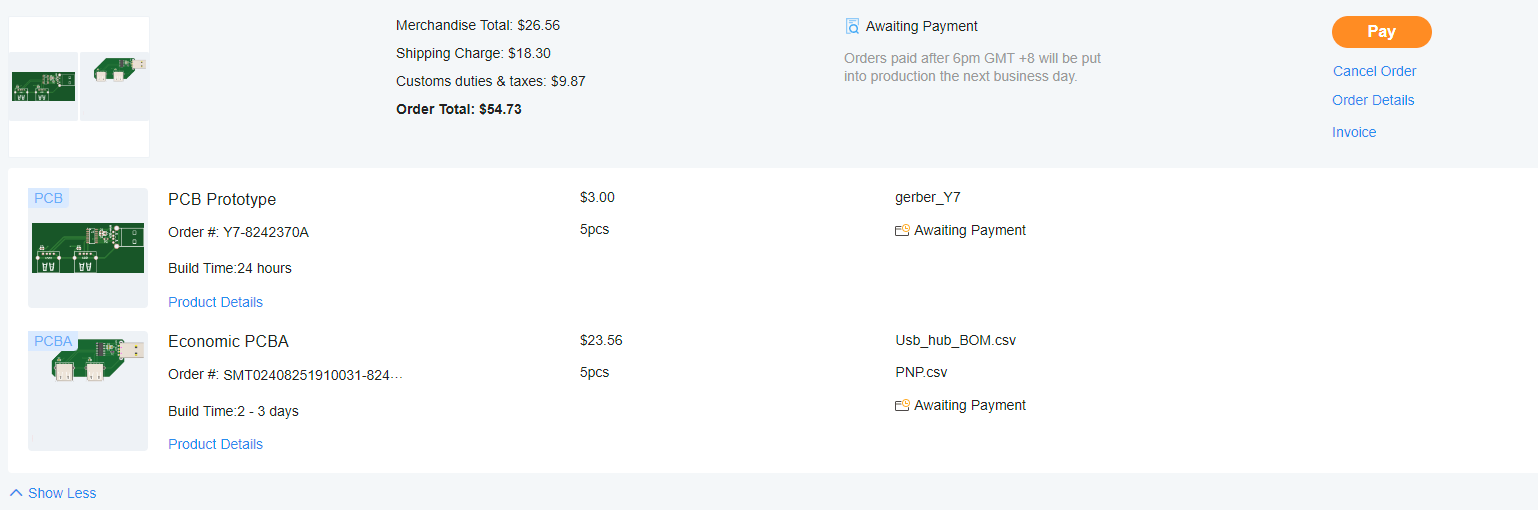 Merchandise Total: $26.56
Shipping Charge: $18.30
Customs duties & taxes: $9.87
Order Total: $54.73
Awaiting Payment
Orders paid after 6pm GMT +8 will be put
into production the next business day.
Pay
Cancel Order
Order Details
Invoice
PCB
PCB Prototype
Order #: Y7-8242370A
Build Time:24 hours
Product Details
$3.00
5pcs
gerber_Y7
Awaiting Payment
PCBA
Economic PCBA
Order #: SMT02408251910031-824...
Build Time:2 - 3 days
Product Details
$23.56
5pcs
Usb_hub_BOM.csv
PNP.csv
Awaiting Payment
Show Less